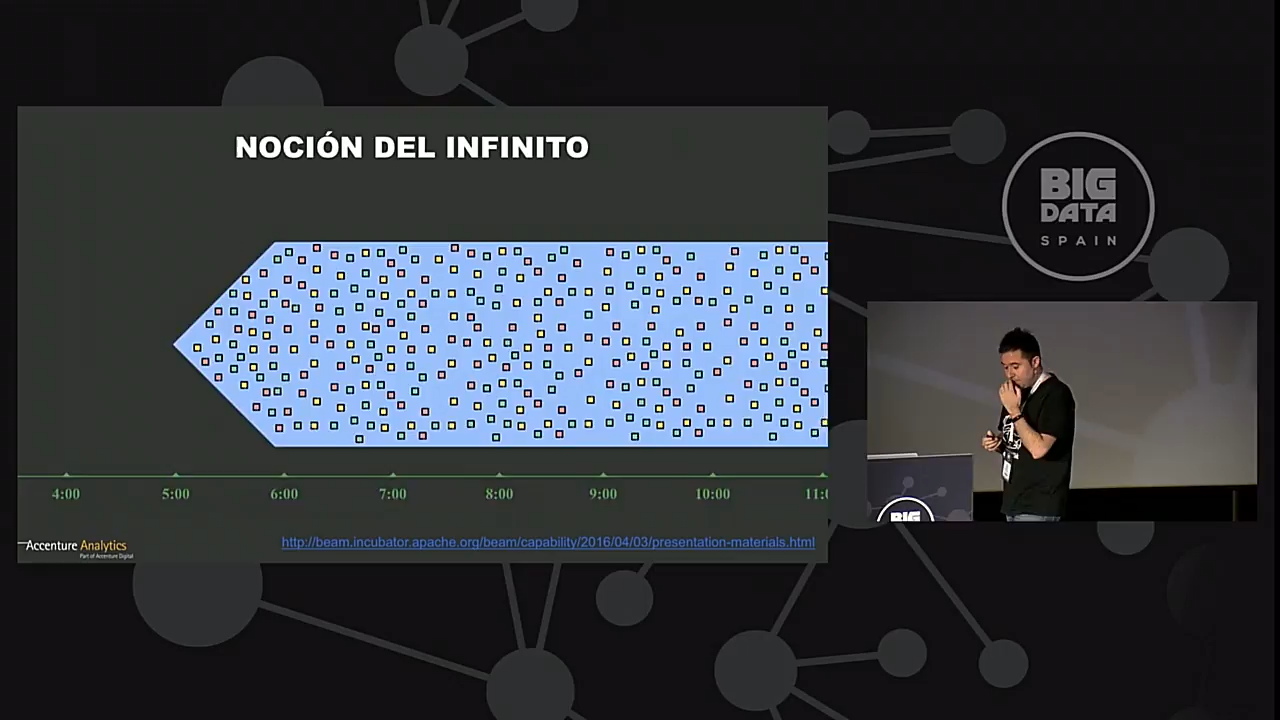 NOCIÓN DEL INFINITO
4:00 5:00 6:00 7:00 8:00 9:00 10:00 11:0
Accenture Analytics
Part of Accenture Digital
http://beam.incubator.apache.org/beam/capability/2016/04/03/presentation-materials.html
BIG
DATA
SPAIN
BIG